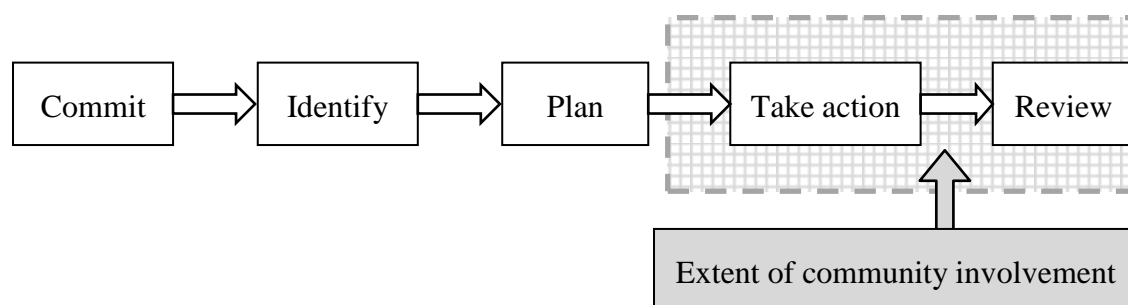 Commit
Identify
Plan
Take action
Review
Extent of community involvement